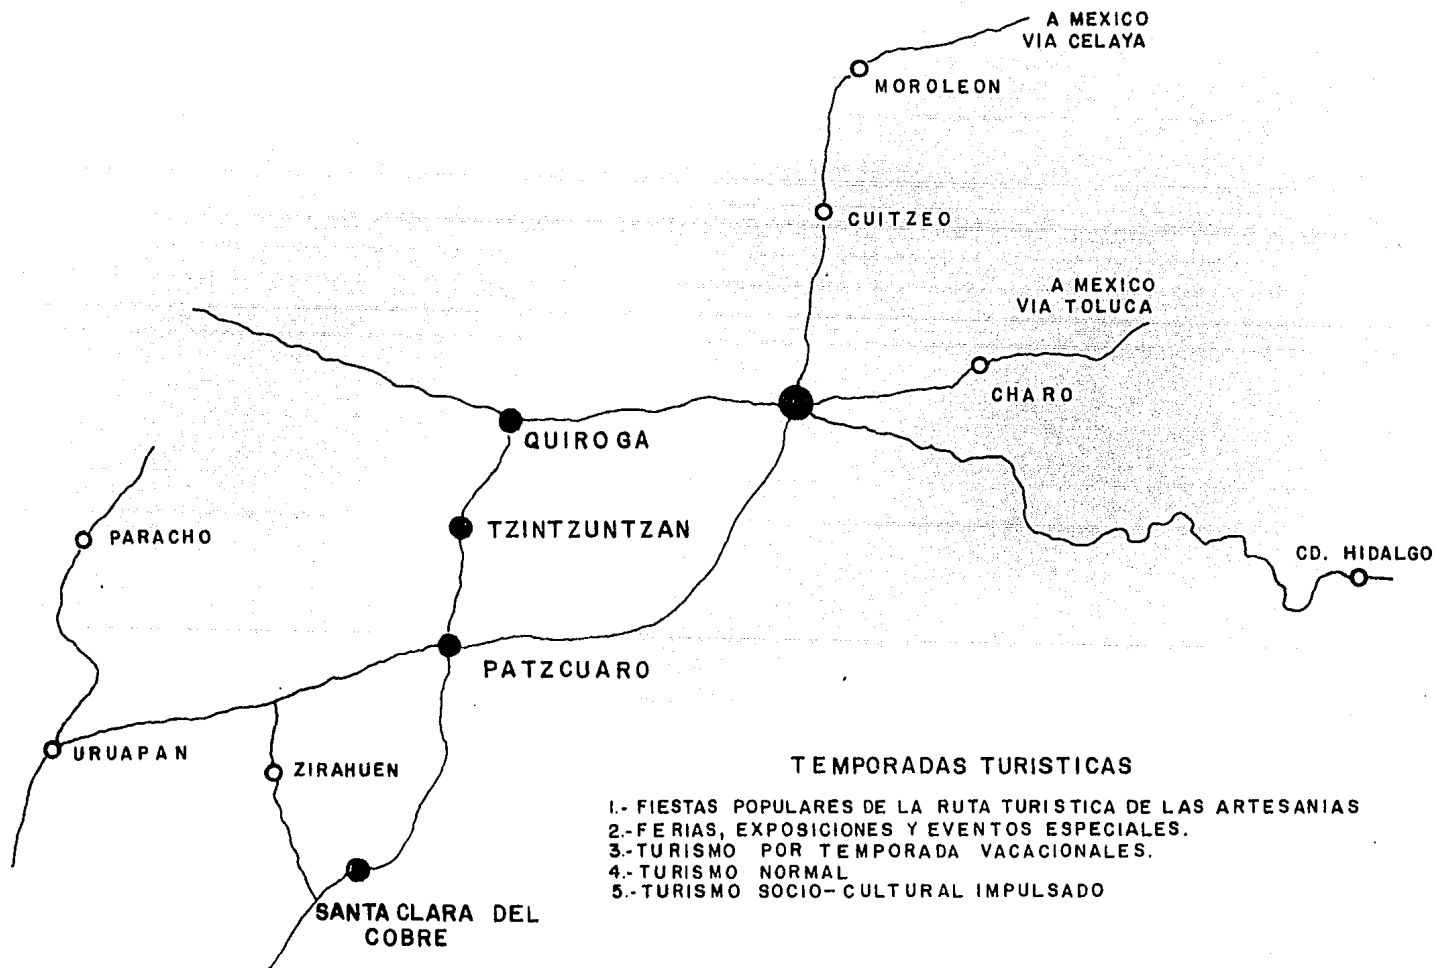 A MEXICO
VIA CELAYA
MOROLEON
CUITZEO
A MEXICO
VIA TOLUCA
CHARO
QUIROGA
TZINTZUNTZAN
PARACHO
CD. HIDALGO
PATZCUARO
URUAPAN
ZIRAHUEN
SANTA CLARA DEL
COBRE
TEMPORADAS TURISTICAS
1.- FIESTAS POPULARES DE LA RUTA TURISTICA DE LAS ARTESANIAS
2.-FERIAS, EXPOSICIONES Y EVENTOS ESPECIALES.
3.-TURISMO POR TEMPORADA VACACIONALES.
4.-TURISMO NORMAL
5.-TURISMO SOCIO-CULTURAL IMPULSADO